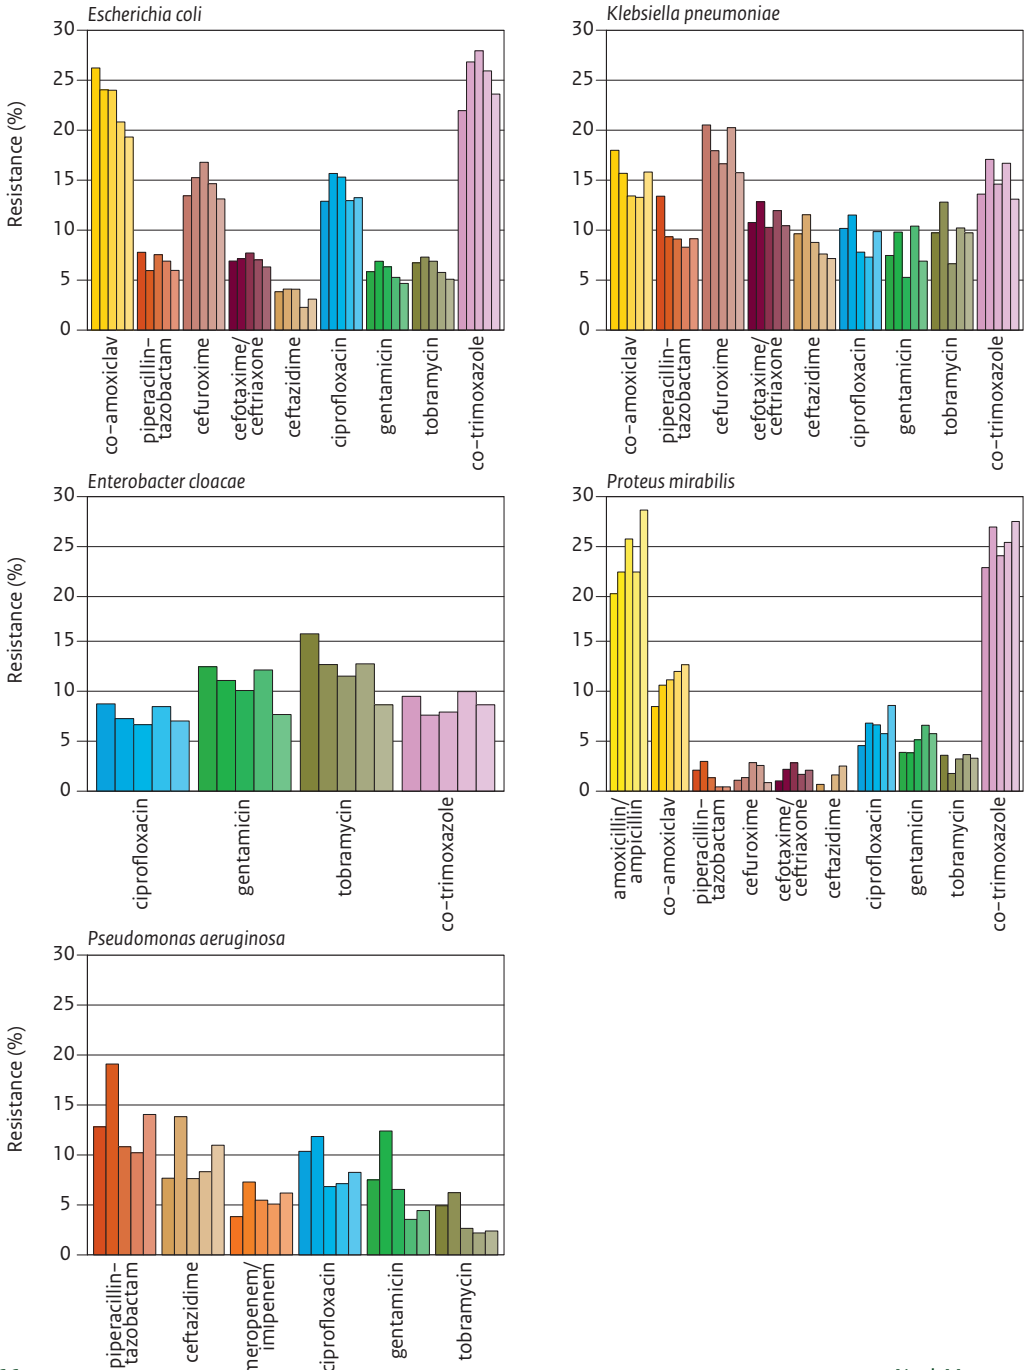 Escherichia coli
Resistance (%)
30
25
20
15
10
5
0
co–amoxiclav
piperacillin–
tazobactam
cefuroxime
cefotaxime/
ceftriaxone
ceftazidime
ciprofloxacin
gentamicin
tobramycin
co–trimoxazole
Klebsiella pneumoniae
30
25
20
15
10
5
0
co–amoxiclav
piperacillin–
tazobactam
cefuroxime
cefotaxime/
ceftriaxone
ceftazidime
ciprofloxacin
gentamicin
tobramycin
co–trimoxazole
Enterobacter cloacae
Resistance (%)
30
25
20
15
10
5
0
ciprofloxacin
gentamicin
tobramycin
co–trimoxazole
Proteus mirabilis
30
25
20
15
10
5
0
amoxicillin/
ampicillin
co–amoxiclav
piperacillin–
tazobactam
cefuroxime
cefotaxime/
ceftriaxone
ceftazidime
ciprofloxacin
gentamicin
tobramycin
co–trimoxazole
Pseudomonas aeruginosa
Resistance (%)
30
25
20
15
10
5
0
piperacillin–
tazobactam
ceftazidime
meropenem/
imipenem
ciprofloxacin
gentamicin
tobramycin